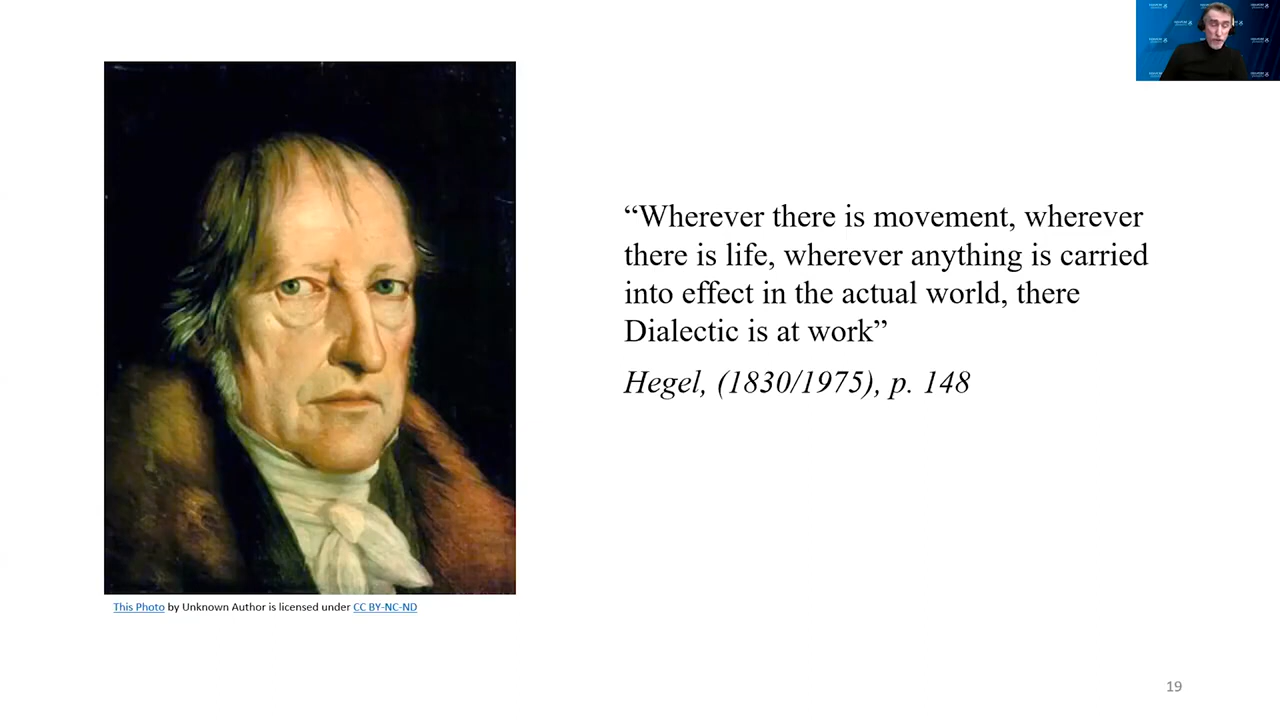 “Wherever there is movement, wherever
there is life, wherever anything is carried
into effect in the actual world, there
Dialectic is at work”
Hegel, (1830/1975), p. 148
This Photo by Unknown Author is licensed under CC BY-NC-ND
19